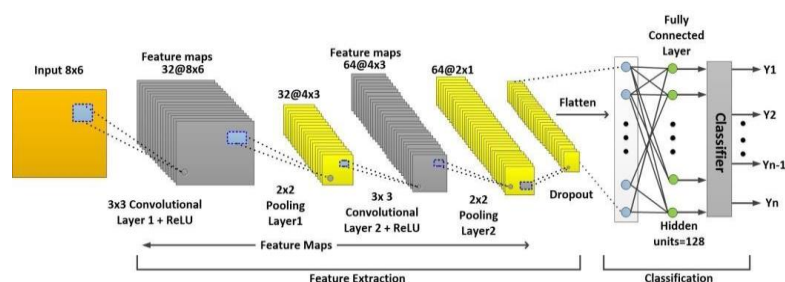 Input 8x6
Feature maps
32@8x6
32@4x3
Feature maps
64@4x3
64@2x1
Flatten
Fully
Connected
Layer
Y1
Y2
Yn-1
Yn
Classifier
3x3 Convolutional
Layer 1 + ReLU
2x2
Pooling
Layer1
3x 3
Convolutional
Layer 2 + ReLU
2x2
Pooling
Layer2
Dropout
Hidden
units=128
Feature Maps
Feature Extraction
Classification